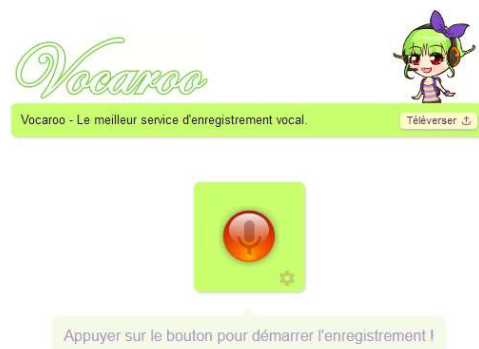 Vocaroo
Vocaroo - Le meilleur service d'enregistrement vocal.
Téléverser
Appuyer sur le bouton pour démarrer l'enregistrement !